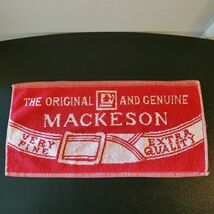 THE ORIGINAL AND GENUINE
MACKESON
VERY
FINE
EXTRA
QUALITY